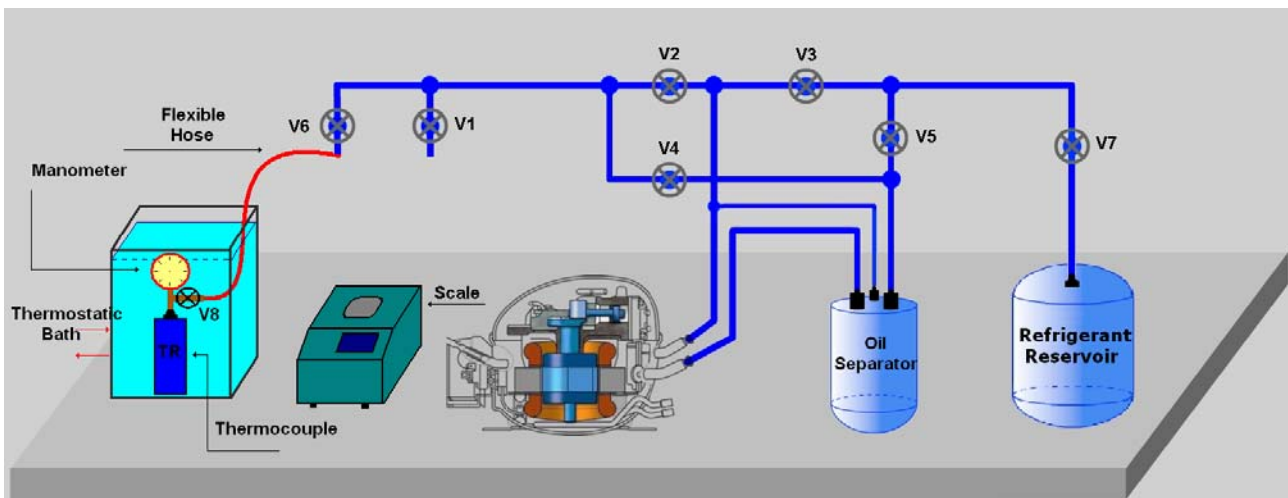 V2
V3
Flexible
Hose
V6
V1
V4
V5
V7
Manometer
Thermostatic
Bath
V8
TR
Scale
Oil
Separator
Refrigerant
Reservoir
Thermocouple